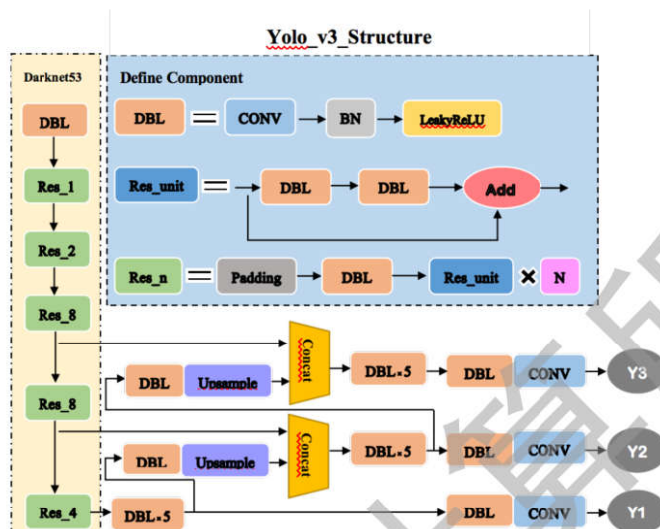 Yolo_v3_Structure
Darknet53
Define Component
DBL
DBL
CONV
BN
LeakyReLU
Res_1
Res_unit
DBL
DBL
Add
Res_2
Res_n
Padding
DBL
Res_unit
×
N
Res_8
Concat
DBL
Upsample
DBL*5
DBL
CONV
Y3
Res_8
Concat
DBL
Upsample
DBL*5
DBL
CONV
Y2
Res_4
DBL*5
DBL
CONV
Y1